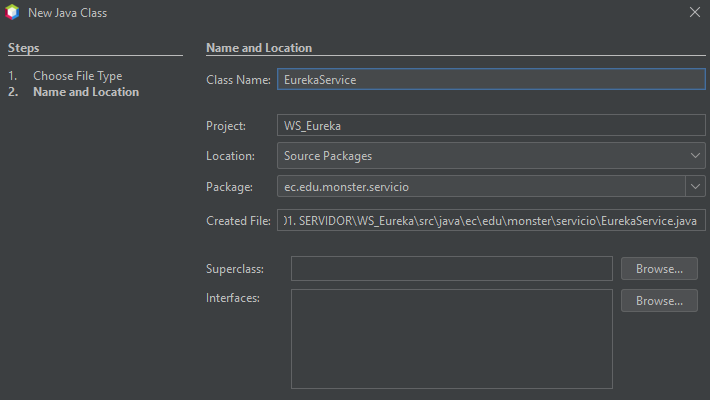 New Java Class
Steps
1. Choose File Type
2. Name and Location
Name and Location
Class Name: EurekaService
Project: WS_Eureka
Location: Source Packages
Package: ec.edu.monster.servicio
Created File: 01. SERVIDOR\WS_Eureka\src\java\ec\edu\monster\servicio\EurekaService.java
Superclass: Browse...
Interfaces: Browse...